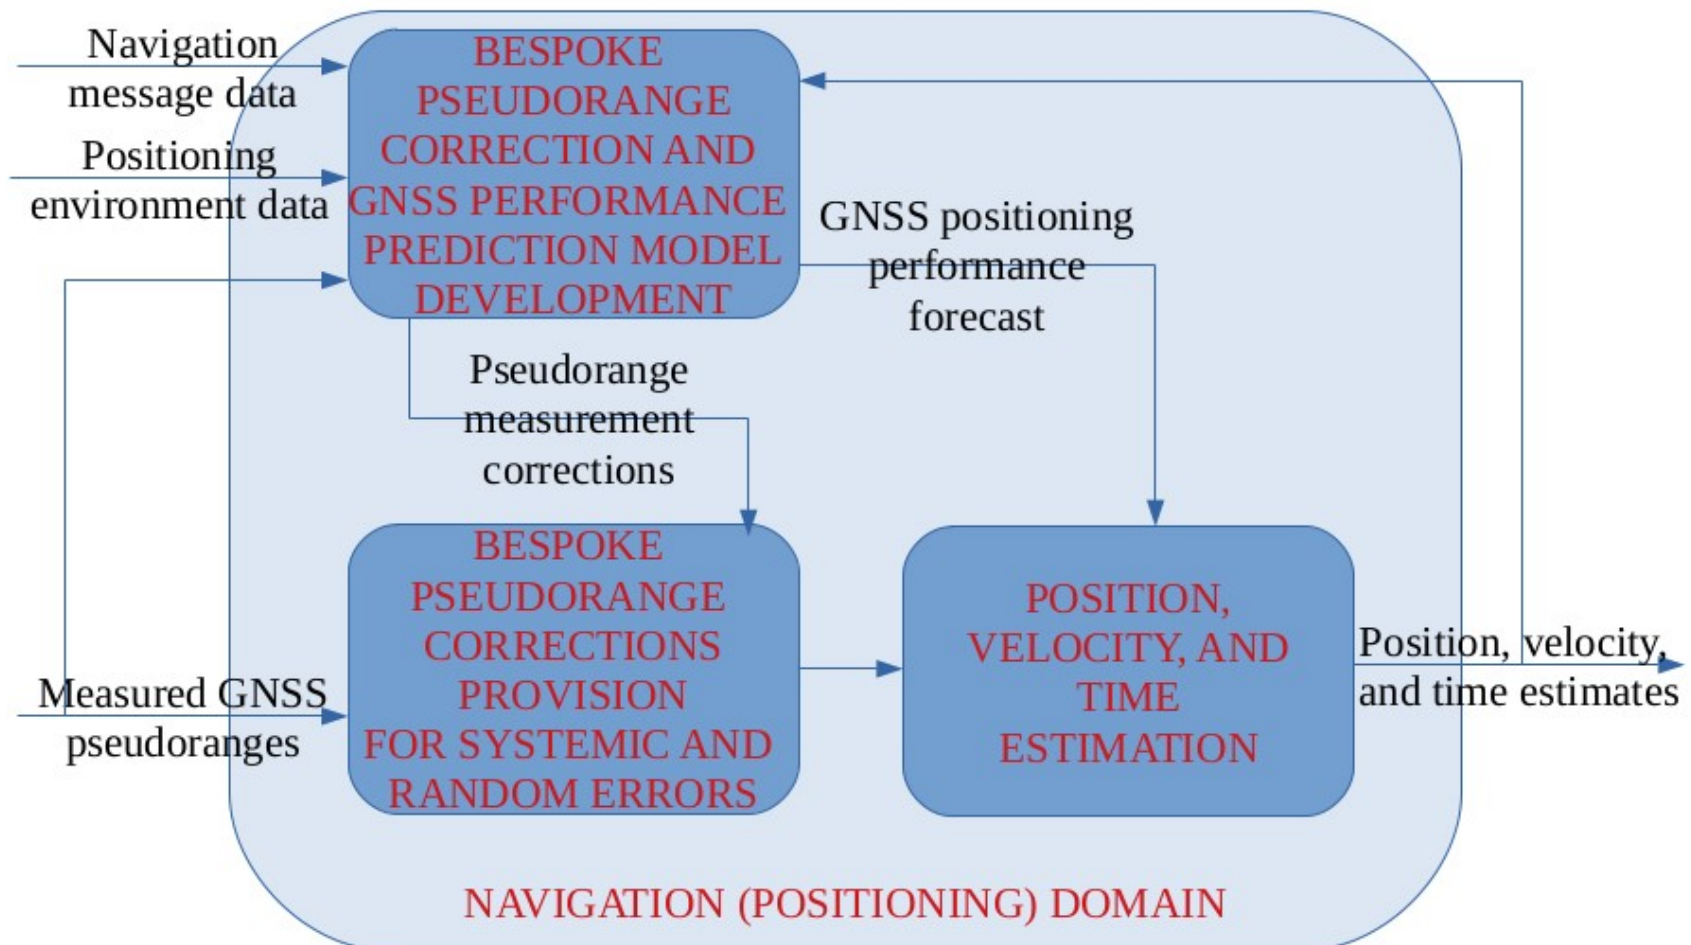 Navigation
message data
Positioning
environment data
BESPOKE
PSEUDORANGE
CORRECTION AND
GNSS PERFORMANCE
PREDICTION MODEL
DEVELOPMENT
GNSS positioning
performance
forecast
Pseudorange
measurement
corrections
Measured GNSS
pseudoranges
BESPOKE
PSEUDORANGE
CORRECTIONS
PROVISION
FOR SYSTEMIC AND
RANDOM ERRORS
POSITION,
VELOCITY, AND
TIME
ESTIMATION
Position, velocity,
and time estimates
NAVIGATION (POSITIONING) DOMAIN